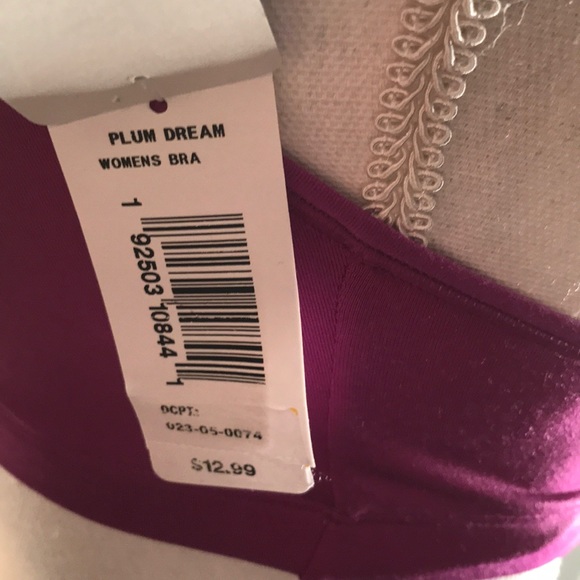 PLUM DREAM
WOMENS BRA
1 92503 10844 1
DCPT:
023-05-0074
$12.99